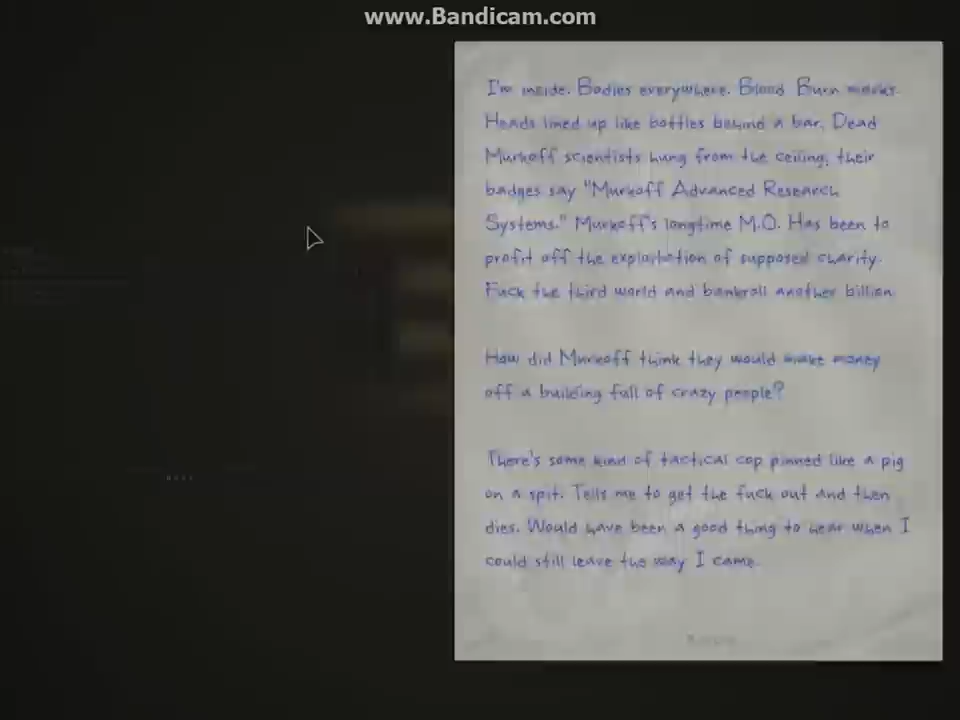 www.Bandicam.com
I'm inside. Bodies everywhere. Blood Burn marks.
Heads lined up like bottles behind a bar. Dead
Murkoff scientists hung from the ceiling, their
badges say "Murkoff Advanced Research
Systems." Murkoff's longtime M.O. Has been to
profit off the exploitation of supposed charity.
Fuck the third world and bankroll another billion.
How did Murkoff think they would make money
off a building full of crazy people?
There's some kind of tactical cop pinned like a pig
on a spit. Tells me to get the fuck out and then
dies. Would have been a good thing to hear when I
could still leave the way I came.